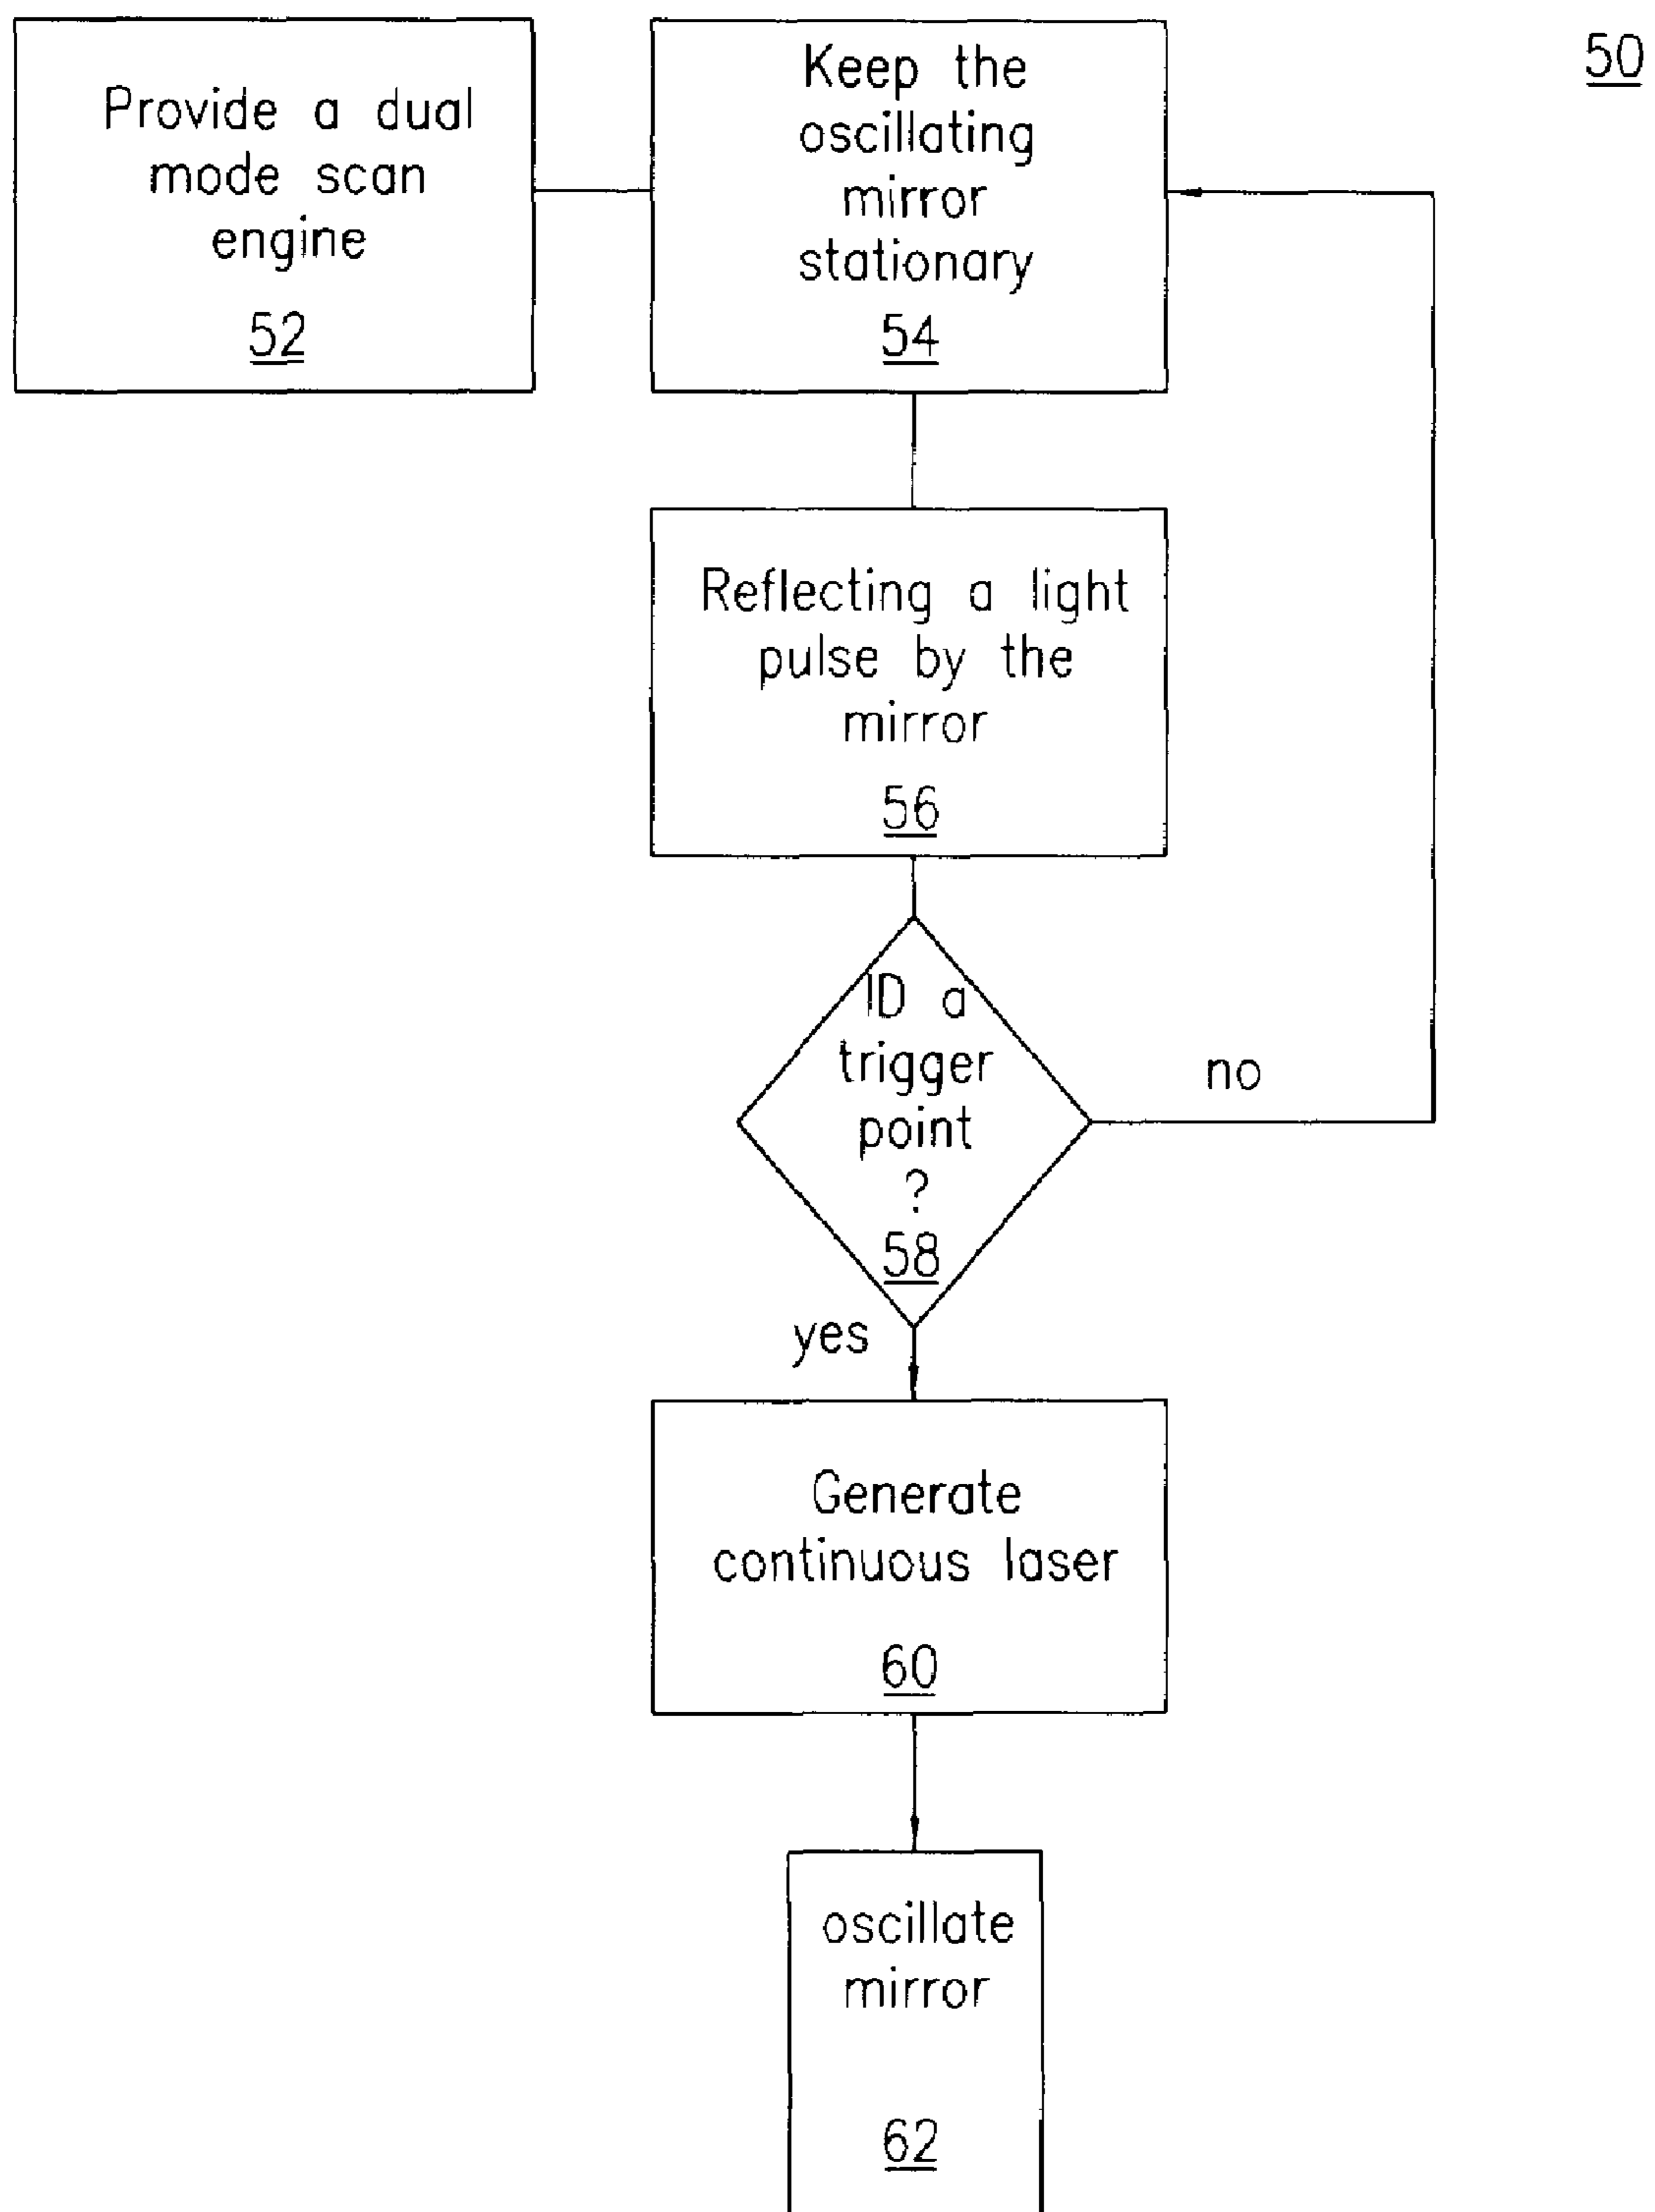 50
Provide a dual
mode scan
engine
52
Keep the
oscillating
mirror
stationary
54
Reflecting a light
pulse by the
mirror
56
ID a
trigger
point
?
58
no
yes
Generate
continuous laser
60
oscillate
mirror
62